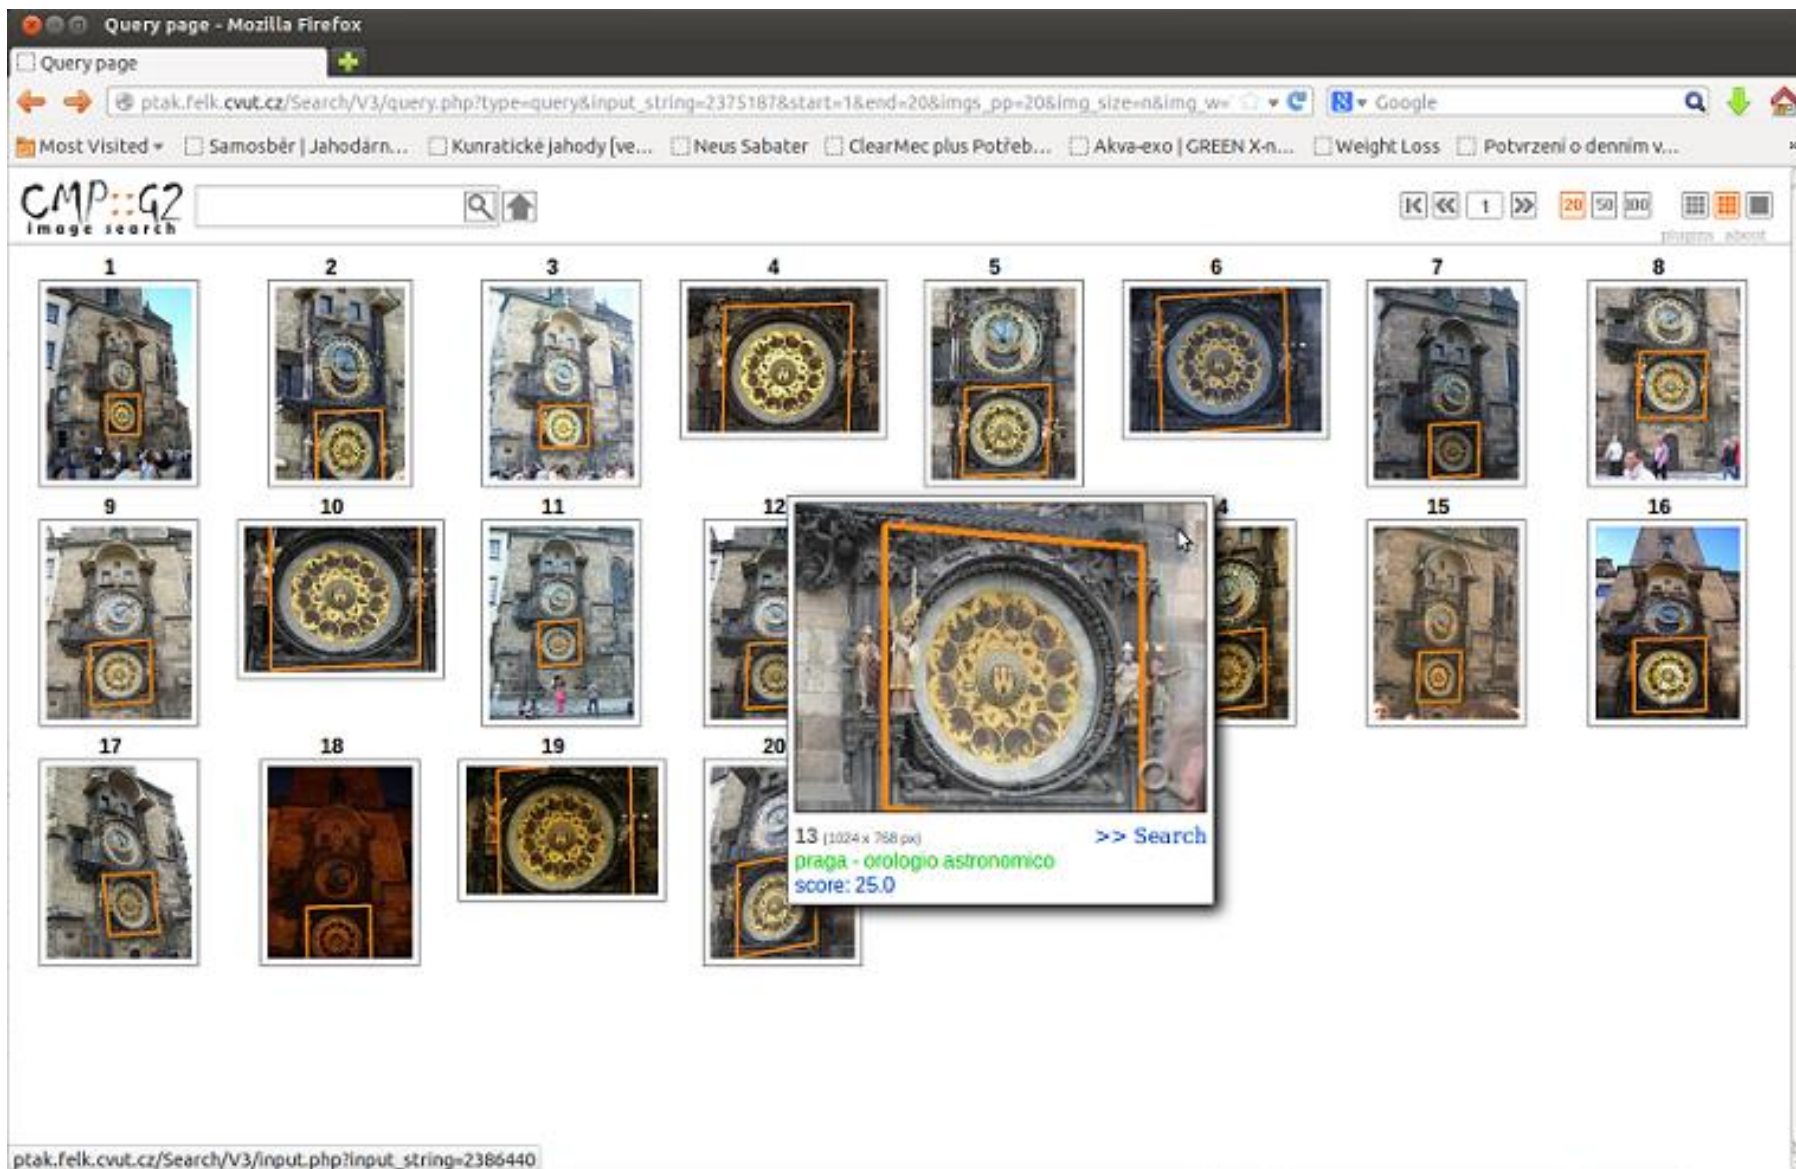 Query page - Mozilla Firefox
Query page
ptak.felk.cvut.cz/Search/V3/query.php?type=query&input_string=2375187&start=1&end=20&imgs_pp=20&img_size=n&img_w=
Google
Most Visited
Samosběr | Jahodárn...
Kunratické jahody [ve...
Neus Sabater
ClearMec plus Potřeb...
Akva-exo | GREEN X-n...
Weight Loss
Potvrzení o denním v...
CMP::G2
image search
1
20 50 100
plugins about
1 2 3 4 5 6 7 8
9 10 11 12 4 15 16
17 18 19 20
13 (1024 x 768 px) >> Search
praga - orologio astronomico
score: 25.0
ptak.felk.cvut.cz/Search/V3/input.php?input_string=2386440